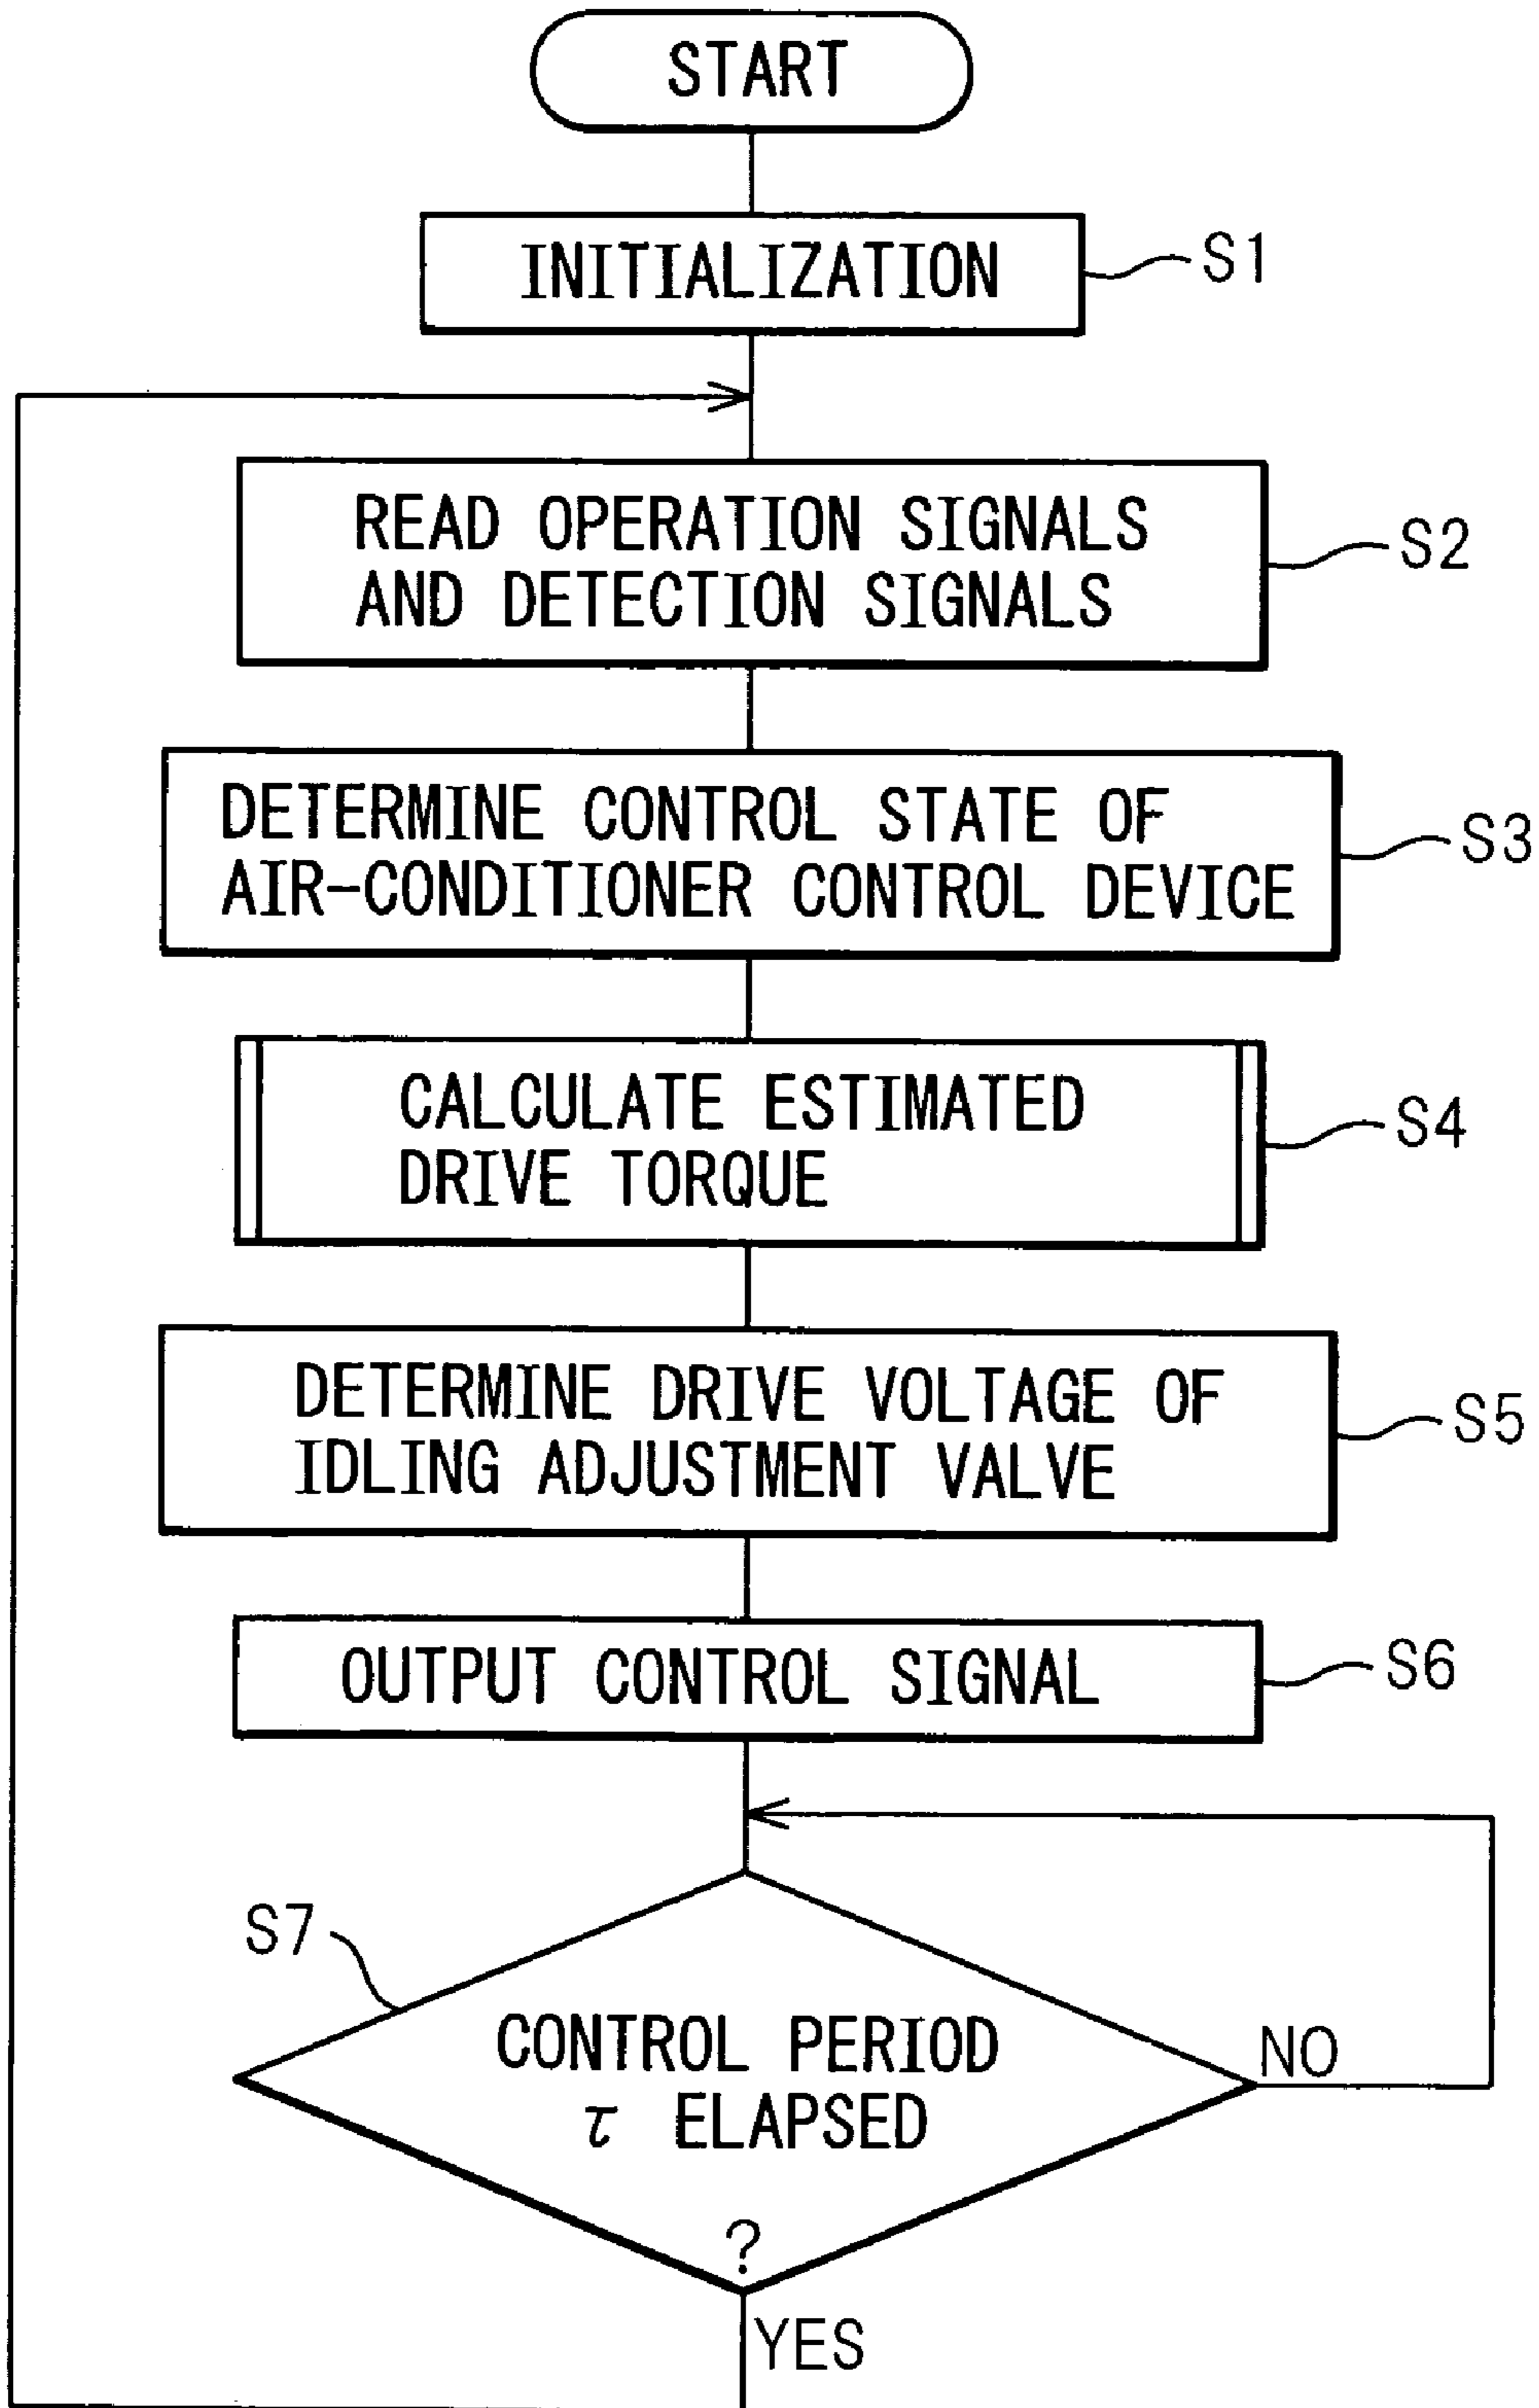 START
INITIALIZATION
S1
READ OPERATION SIGNALS
AND DETECTION SIGNALS
S2
DETERMINE CONTROL STATE OF
AIR-CONDITIONER CONTROL DEVICE
S3
CALCULATE ESTIMATED
DRIVE TORQUE
S4
DETERMINE DRIVE VOLTAGE OF
IDLING ADJUSTMENT VALVE
S5
OUTPUT CONTROL SIGNAL
S6
S7
CONTROL PERIOD
τ ELAPSED
?
NO
YES